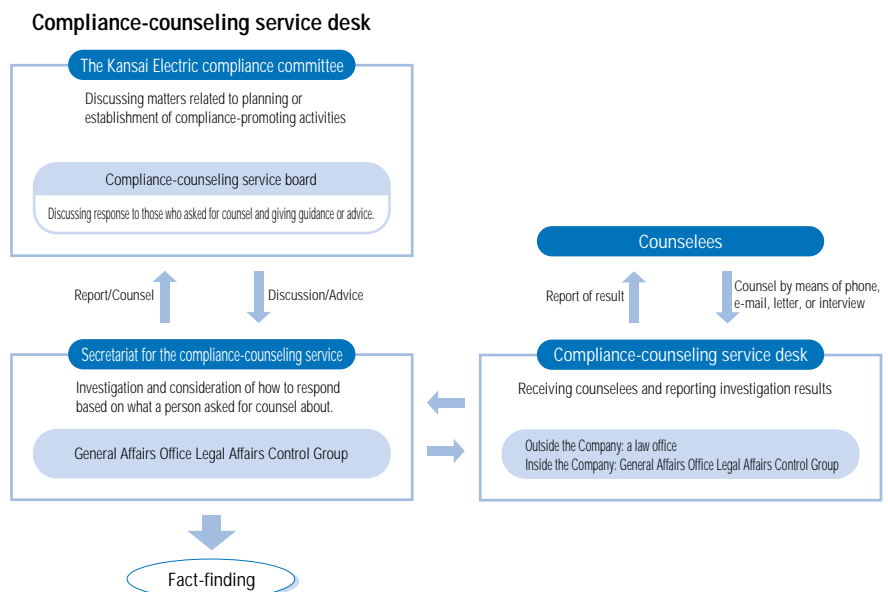 Compliance-counseling service desk
The Kansai Electric compliance committee
Discussing matters related to planning or
establishment of compliance-promoting activities
Compliance-counseling service board
Discussing response to those who asked for counsel and giving guidance or advice.
Counselees
Report/Counsel
Discussion/Advice
Report of result
Counsel by means of phone,
e-mail, letter, or interview
Secretariat for the compliance-counseling service
Investigation and consideration of how to respond
based on what a person asked for counsel about.
General Affairs Office Legal Affairs Control Group
Compliance-counseling service desk
Receiving counselees and reporting investigation results
Outside the Company: a law office
Inside the Company: General Affairs Office Legal Affairs Control Group
Fact-finding